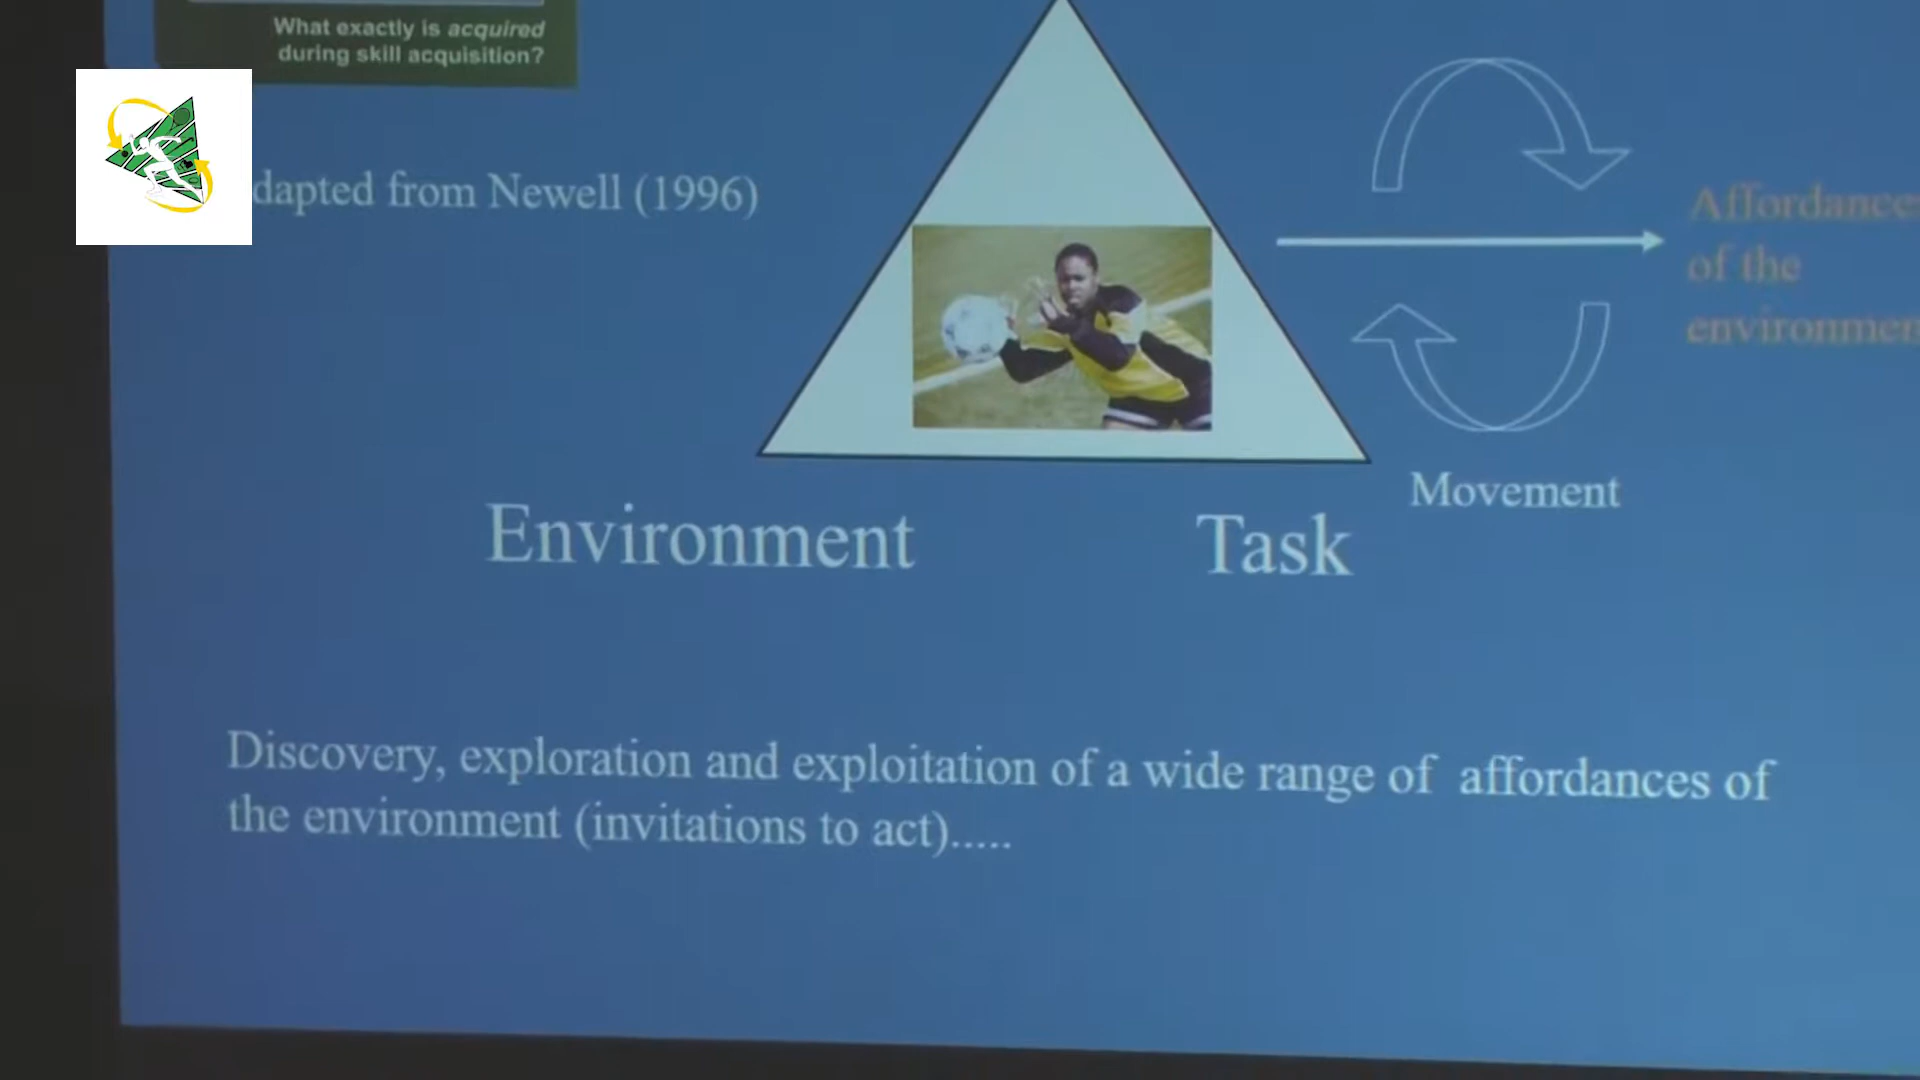 What exactly is acquired
during skill acquisition?
dapted from Newell (1996)
Affordance
of the
environmen
Movement
Environment
Task
Discovery, exploration and exploitation of a wide range of affordances of
the environment (invitations to act).....